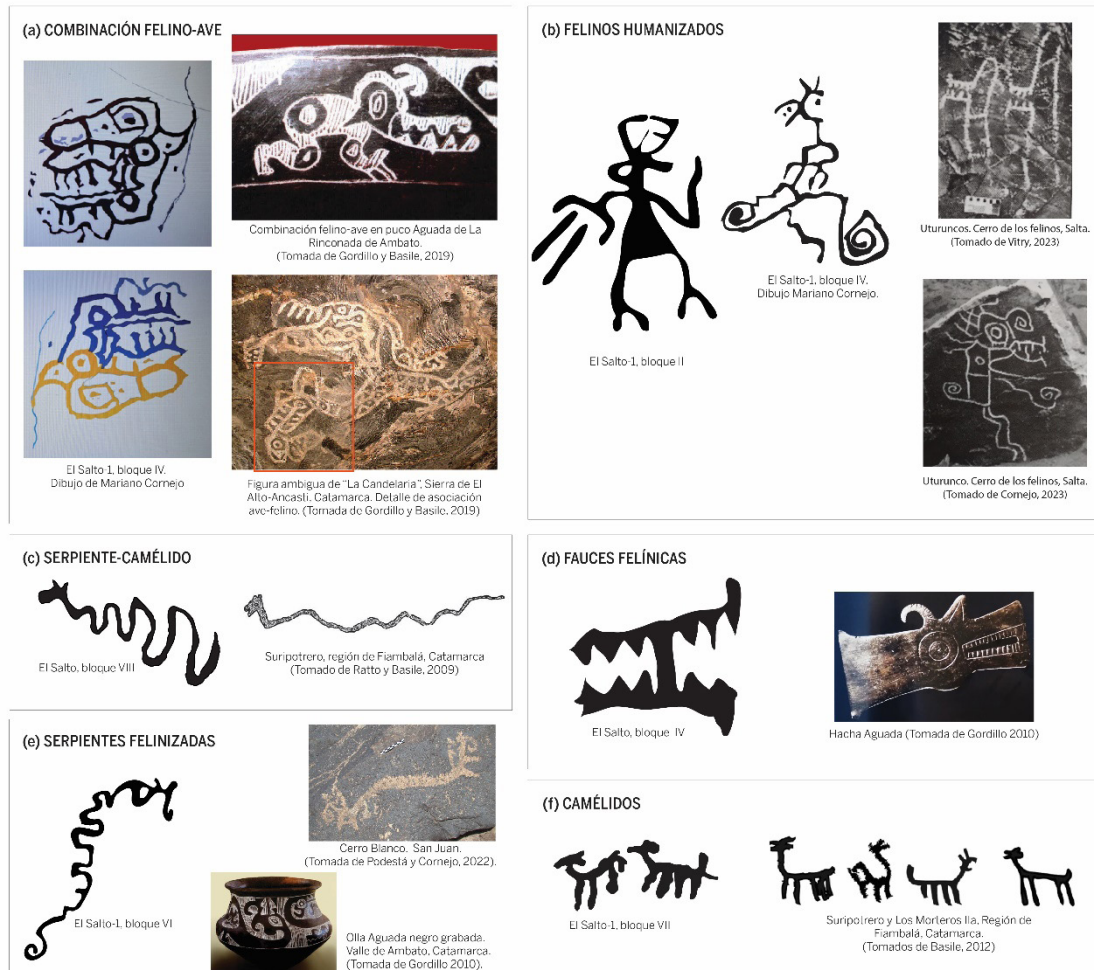 (a) COMBINACIÓN FELINO-AVE
Combinación felino-ave en puco Aguada de La
Rinconada de Ambato.
(Tomada de Gordillo y Basile, 2019)
El Salto-1, bloque IV.
Dibujo de Mariano Cornejo
Figura ambigua de "La Candelaria", Sierra de El
Alto-Ancasti. Catamarca. Detalle de asociación
ave-felino. (Tomada de Gordillo y Basile, 2019)
(b) FELINOS HUMANIZADOS
El Salto-1, bloque II
El Salto-1, bloque IV.
Dibujo Mariano Cornejo.
Uturuncos. Cerro de los felinos, Salta.
(Tomado de Vitry, 2023)
Uturunco. Cerro de los felinos, Salta.
(Tomado de Cornejo, 2023)
(c) SERPIENTE-CAMÉLIDO
El Salto, bloque VIII
Suripotrero, región de Fiambalá, Catamarca
(Tomado de Ratto y Basile, 2009)
(d) FAUCES FELÍNICAS
El Salto, bloque IV
Hacha Aguada (Tomada de Gordillo 2010)
(e) SERPIENTES FELINIZADAS
El Salto-1, bloque VI
Cerro Blanco, San Juan.
(Tomada de Podestá y Cornejo, 2022).
Olla Aguada negro grabada.
Valle de Ambato, Catamarca.
(Tomada de Gordillo 2010).
(f) CAMÉLIDOS
El Salto-1, bloque VII
Suripotrero y Los Morteros IIa, Región de
Fiambalá, Catamarca.
(Tomados de Basile, 2012)